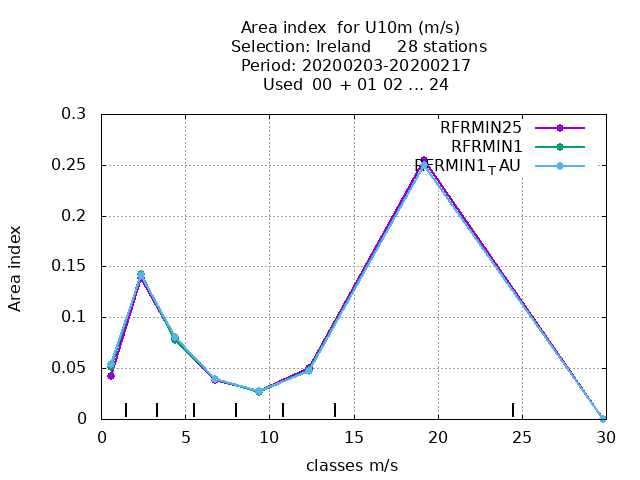 Area index  for U10m (m/s)
Selection: Ireland     28 stations
Period: 20200203-20200217
Used  00 + 01 02 ... 24
0.3
0.25
0.2
0.15
0.1
0.05
0
RFRMIN25
RFRMIN1
RFRMIN1_TAU
Area index
0 5 10 15 20 25 30
classes m/s